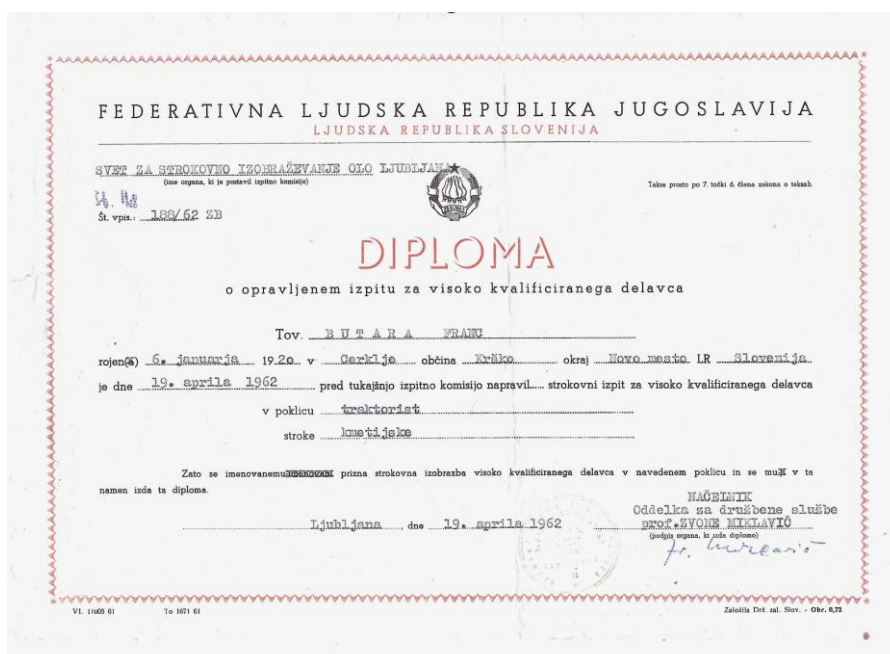 FEDERATIVNA LJUDSKA REPUBLIKA JUGOSLAVIJA
LJUDSKA REPUBLIKA SLOVENIJA
SVET ZA STROKOVNO IZOBRAŽEVANJE OLO LJUBLJANA
(ime organa, ki je postavil izpitno komisijo)
Takse prosto po 7. točki 6. člena zakona o taksah
Št. vpis.: 188/62 ZB
DIPLOMA
o opravljenem izpitu za visoko kvalificiranega delavca
Tov. BUTARA FRANC
rojen(a) 6. januarja 1920 v Cerklje občina Krško okraj Novo mesto LR Slovenija
je dne 19. aprila 1962 pred tukajšnjo izpitno komisijo napravil strokovni izpit za visoko kvalificiranega delavca
v poklicu traktorist
stroke kmetijske
Zato se imenovanemu prizna strokovna izobrazba visoko kvalificiranega delavca v navedenem poklicu in se mu v ta
namen izda ta diploma.
NAČELNIK
Oddelka za družbene službe
Ljubljana, dne 19. aprila 1962 prof. ZVONE MIKLAVIČ
(podpis organa, ki izda diplomo)
To 1671 61
Založila Drž. zal. Slov. - Obr. 0,72